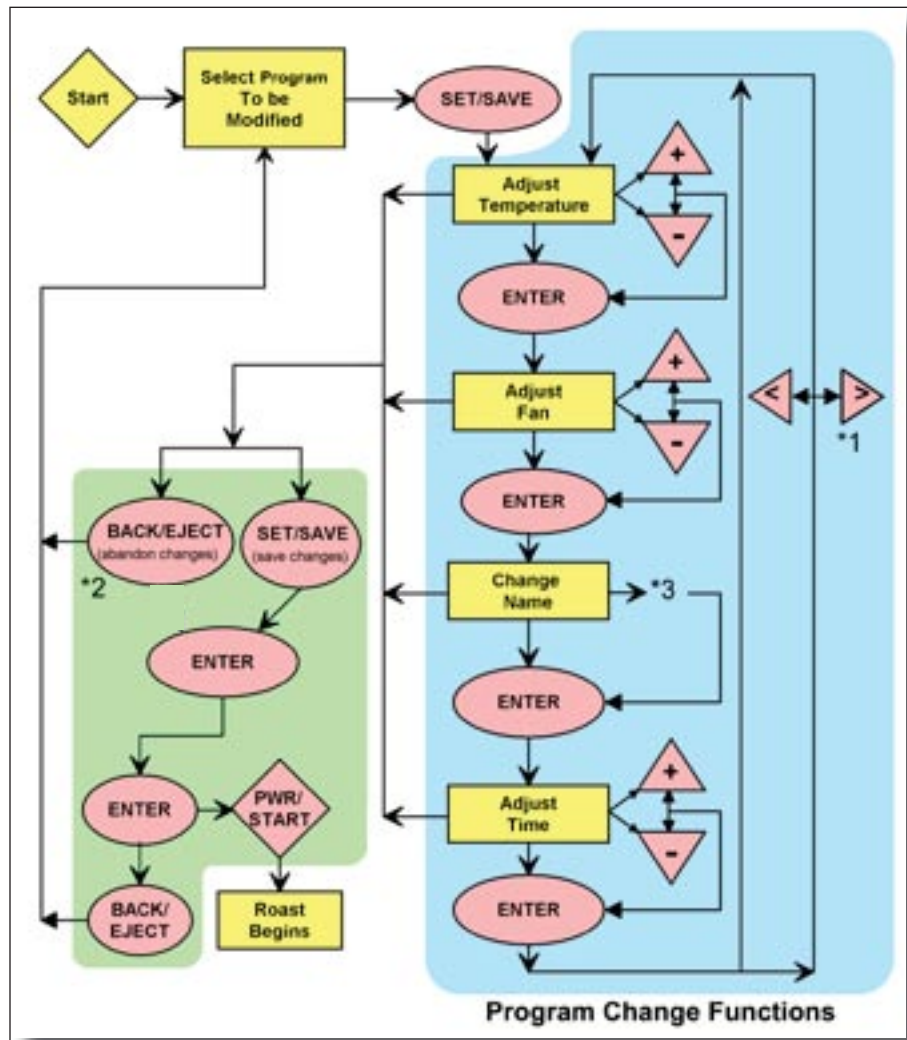 Start
Select Program
To be
Modified
SET/SAVE
Adjust
Temperature
+
-
ENTER
Adjust
Fan
+
-
<
>
*1
ENTER
BACK/EJECT
(abandon changes)
*2
SET/SAVE
(save changes)
Change
Name
*3
ENTER
ENTER
Adjust
Time
+
-
ENTER
PWR/
START
ENTER
BACK/
EJECT
Roast
Begins
Program Change Functions